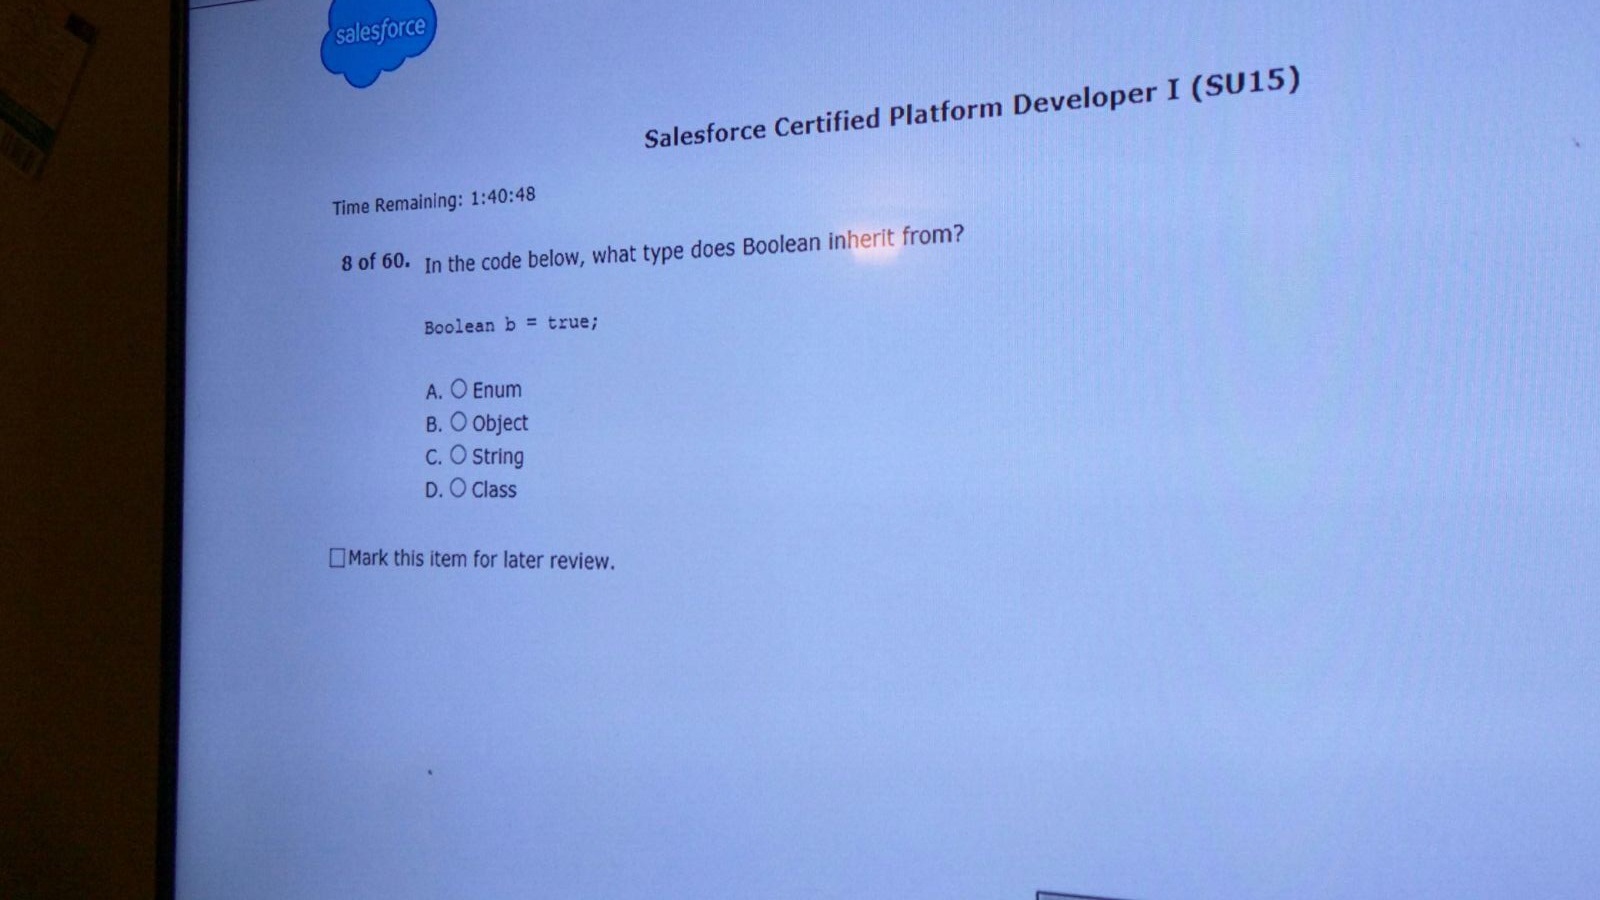 salesforce
Salesforce Certified Platform Developer I (SU15)
Time Remaining: 1:40:48
8 of 60. In the code below, what type does Boolean inherit from?
Boolean b = true;
A. Enum
B. Object
C. String
D. Class
Mark this item for later review.